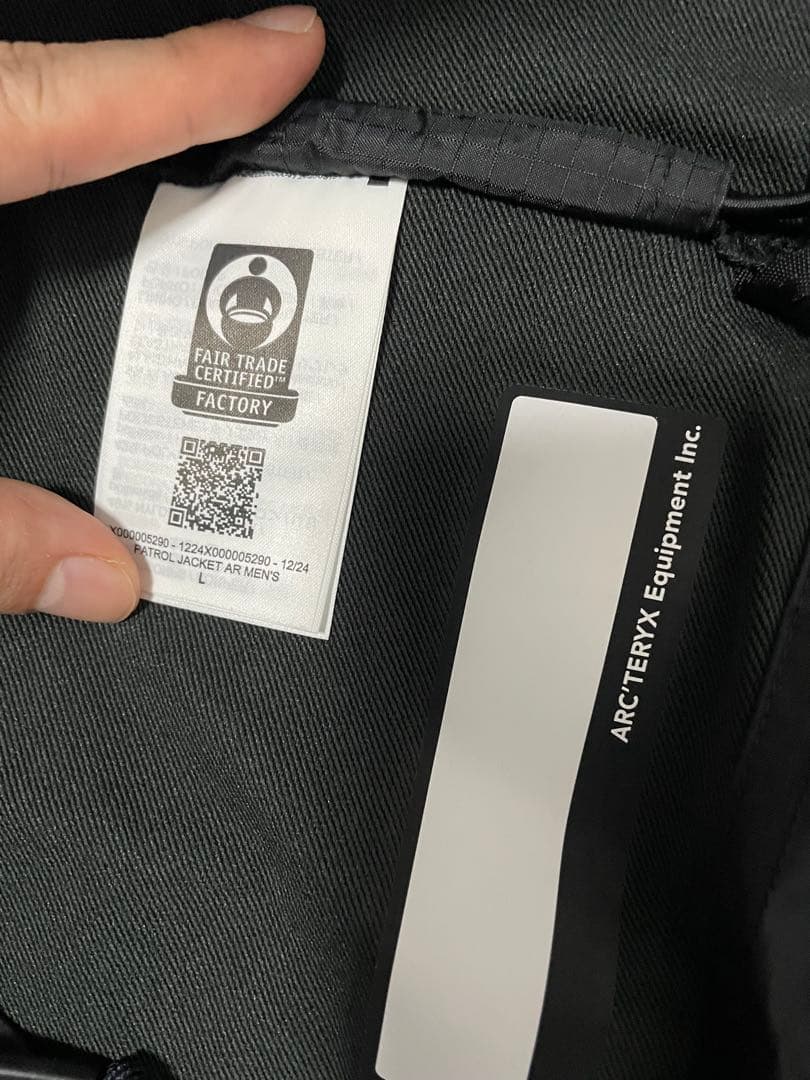 FAIR TRADE
CERTIFIED™
FACTORY
X000005290 - 1224X000005290 - 12/24
PATROL JACKET AR MEN'S
L
ARC'TERYX Equipment Inc.